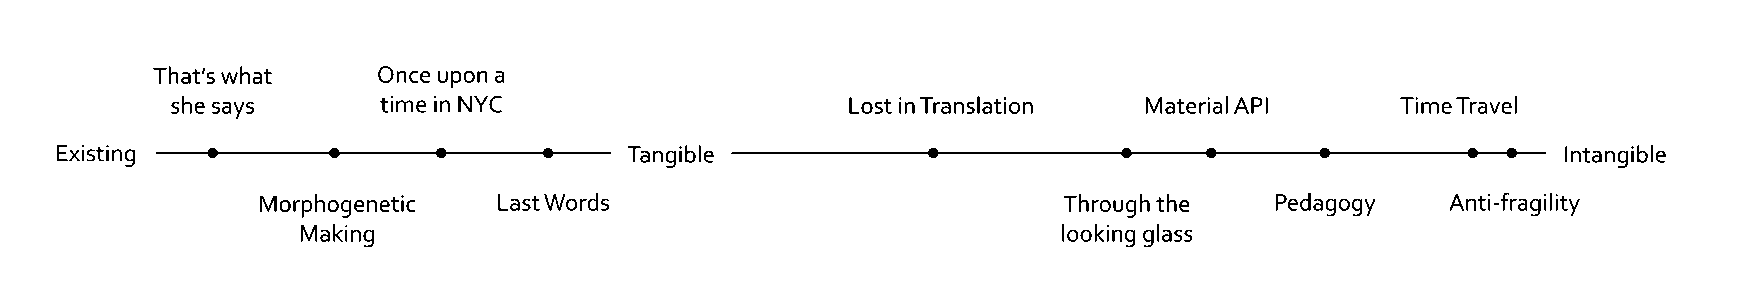 That's what
she says
Once upon a
time in NYC
Lost in Translation
Material API
Time Travel
Existing
Tangible
Intangible
Morphogenetic
Making
Last Words
Through the
looking glass
Pedagogy
Anti-fragility